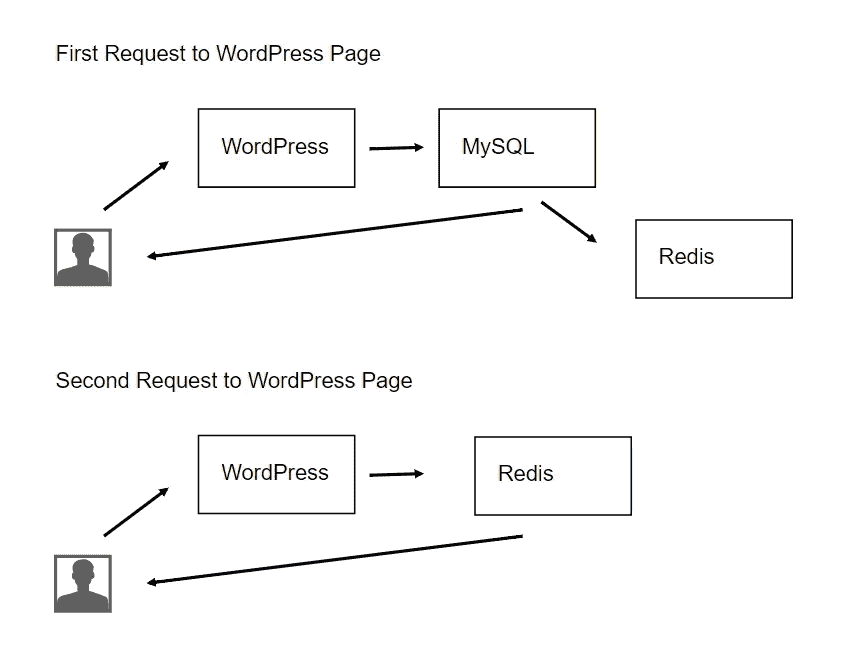 First Request to WordPress Page
WordPress
MySQL
Redis
Second Request to WordPress Page
WordPress
Redis